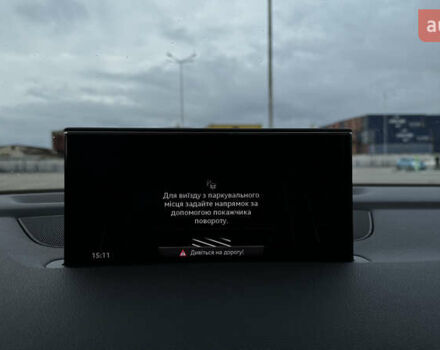 Для виїзду з паркувального
місця задайте напрямок за
допомогою покажчика
повороту.
15:11
Дивіться на дорогу!